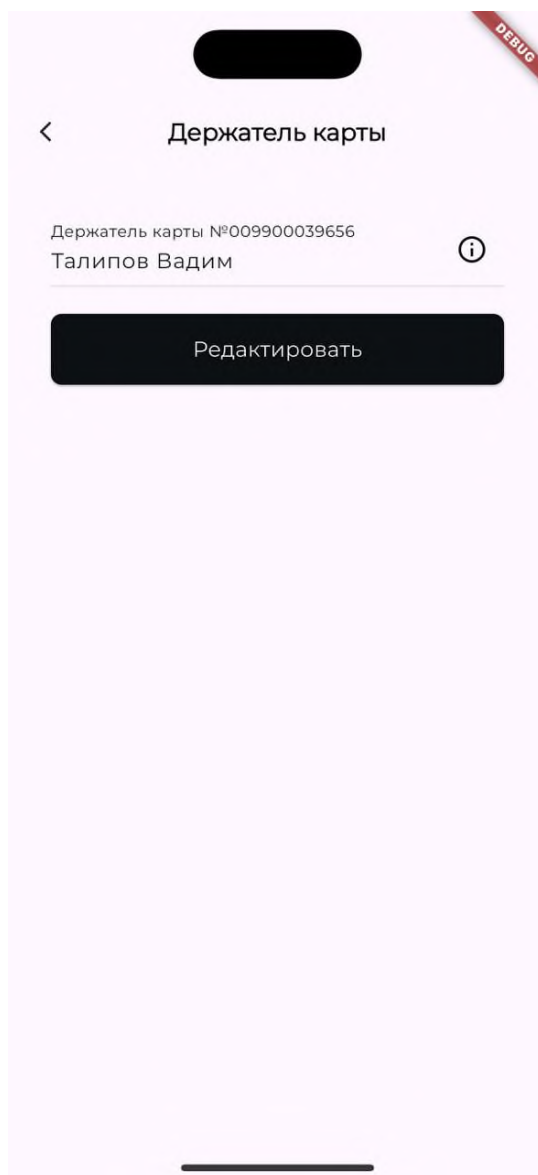 DEBUG
Держатель карты
Держатель карты №009900039656
Талипов Вадим
Редактировать